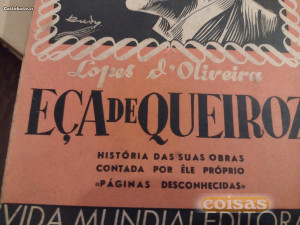 Lopes d'Oliveira
EÇA DE QUEIROZ
HISTÓRIA DAS SUAS OBRAS
CONTADA POR ÊLE PRÓPRIO
«PÁGINAS DESCONHECIDAS»
coisas
VIDA MUNDIAL EDITORA